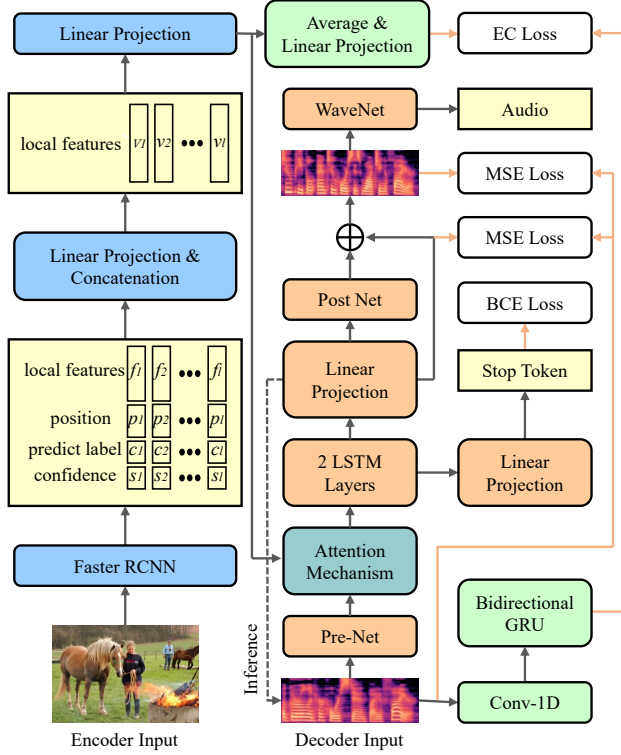 Linear Projection
Average &
Linear Projection
EC Loss
WaveNet
Audio
local features
v1 v2 ••• vl
MSE Loss
MSE Loss
Linear Projection &
Concatenation
Post Net
BCE Loss
local features
f1 f2 ••• fl
Linear
Projection
Stop Token
position
p1 p2 ••• pl
predict label
c1 c2 ••• cl
confidence
s1 s2 ••• sl
2 LSTM
Layers
Linear
Projection
Faster RCNN
Attention
Mechanism
Bidirectional
GRU
Pre-Net
Inference
Conv-1D
Encoder Input
Decoder Input